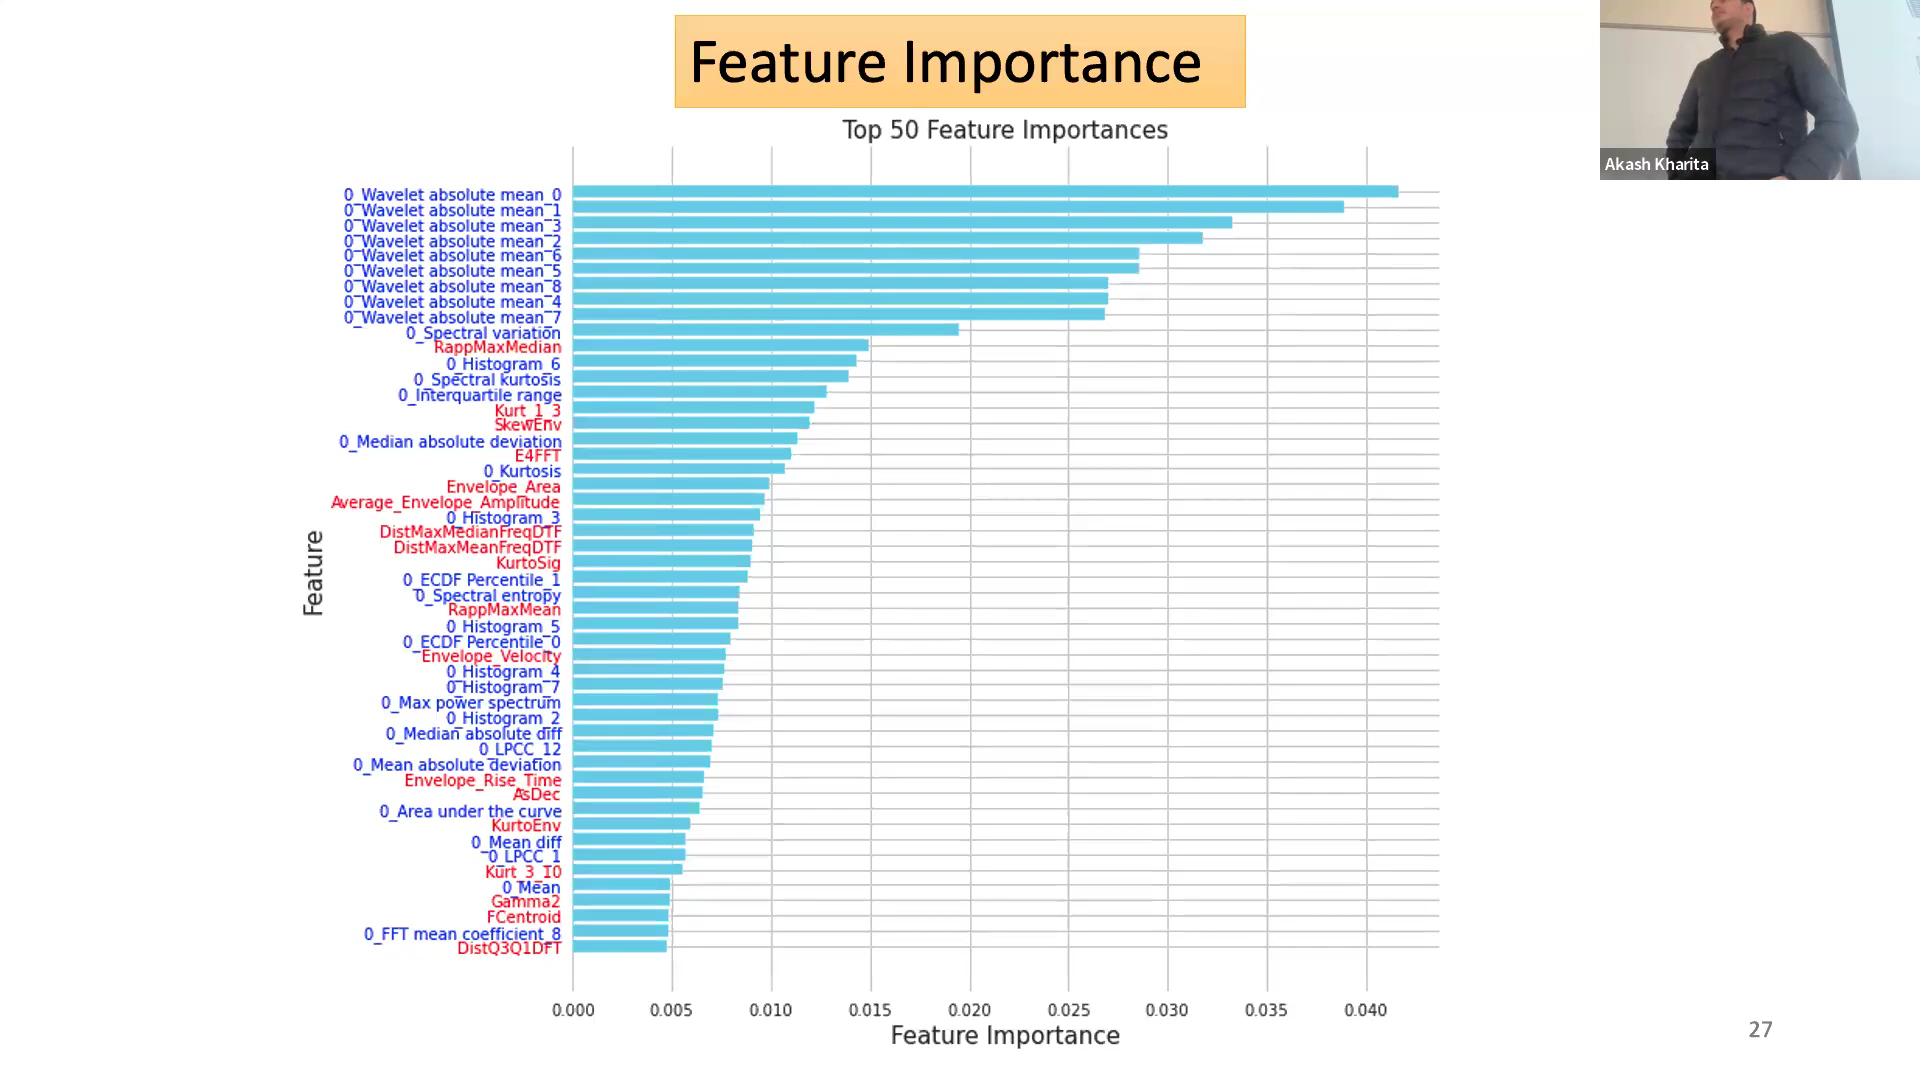 Feature Importance
Akash Kharita
Top 50 Feature Importances
Feature
0_Wavelet absolute mean_0
0_Wavelet absolute mean_1
0_Wavelet absolute mean_3
0_Wavelet absolute mean_2
0_Wavelet absolute mean_6
0_Wavelet absolute mean_5
0_Wavelet absolute mean_8
0_Wavelet absolute mean_4
0_Wavelet absolute mean_7
0_Spectral variation
RappMaxMedian
0_Histogram_6
0_Spectral kurtosis
0_Interquartile range
Kurt_1_3
SkewEnv
0_Median absolute deviation
E4FFT
0_Kurtosis
Envelope_Area
Average_Envelope_Amplitude
0_Histogram_3
DistMaxMedianFreqDTF
DistMaxMeanFreqDTF
KurtoSig
0_ECDF Percentile_1
0_Spectral entropy
RappMaxMean
0_Histogram_5
0_ECDF Percentile_0
Envelope_Velocity
0_Histogram_4
0_Histogram_7
0_Max power spectrum
0_Histogram_2
0_Median absolute diff
0_LPCC_12
0_Mean absolute deviation
Envelope_Rise_Time
AsDec
0_Area under the curve
KurtoEnv
0_Mean diff
0_LPCC_1
Kurt_3_10
0_Mean
Gamma2
FCentroid
0_FFT mean coefficient_8
DistQ3Q1DFT
0.000 0.005 0.010 0.015 0.020 0.025 0.030 0.035 0.040
Feature Importance
27